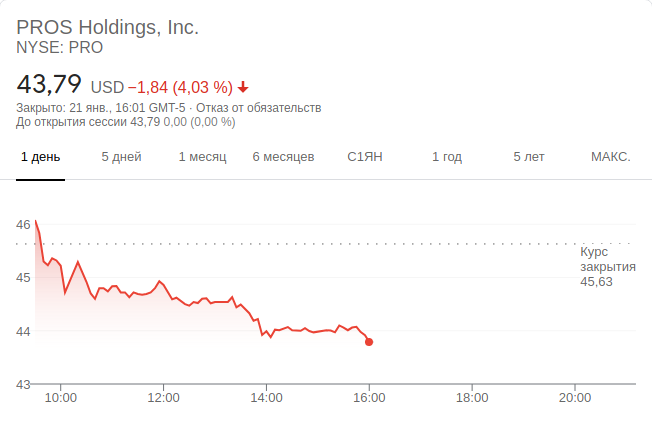 PROS Holdings, Inc.
NYSE: PRO
43,79 USD −1,84 (4,03 %)
Закрыто: 21 янв., 16:01 GMT-5 · Отказ от обязательств
До открытия сессии 43,79 0,00 (0,00 %)
1 день 5 дней 1 месяц 6 месяцев С1ЯН 1 год 5 лет МАКС.
46
Курс
закрытия
45,63
45
44
43
10:00 12:00 14:00 16:00 18:00 20:00